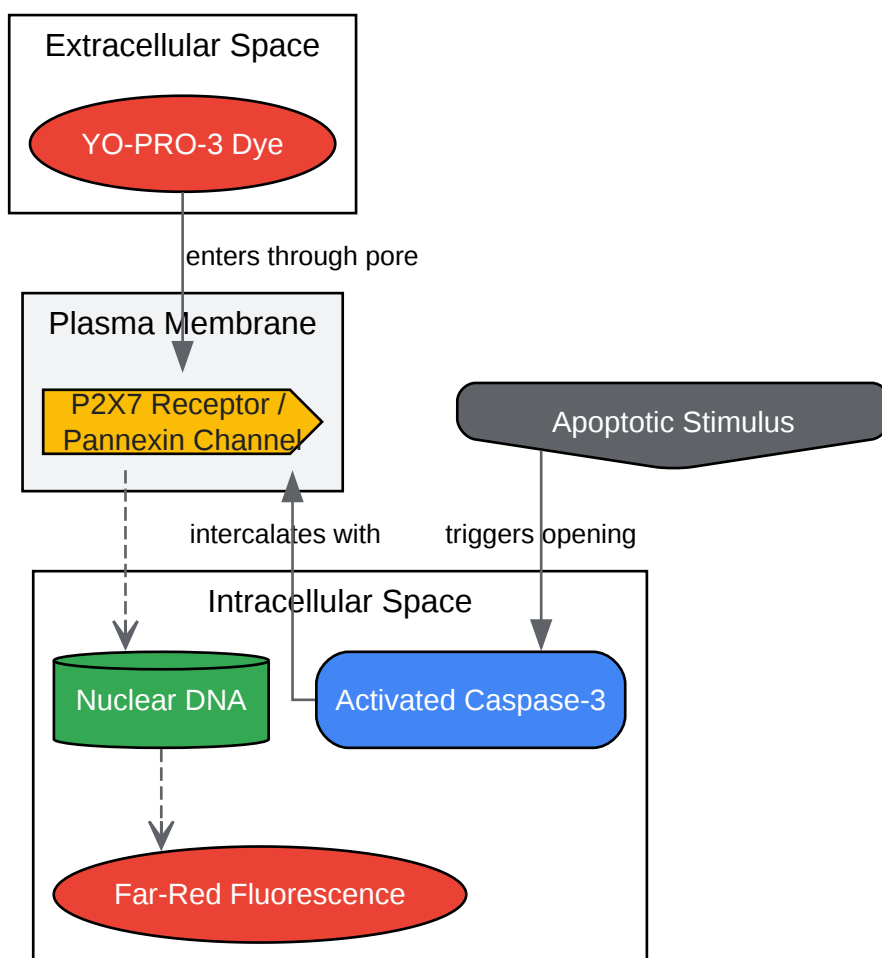 Extracellular Space
YO-PRO-3 Dye
enters through pore
Plasma Membrane
P2X7 Receptor /
Pannexin Channel
Apoptotic Stimulus
intercalates with
triggers opening
Intracellular Space
Nuclear DNA
Activated Caspase-3
Far-Red Fluorescence